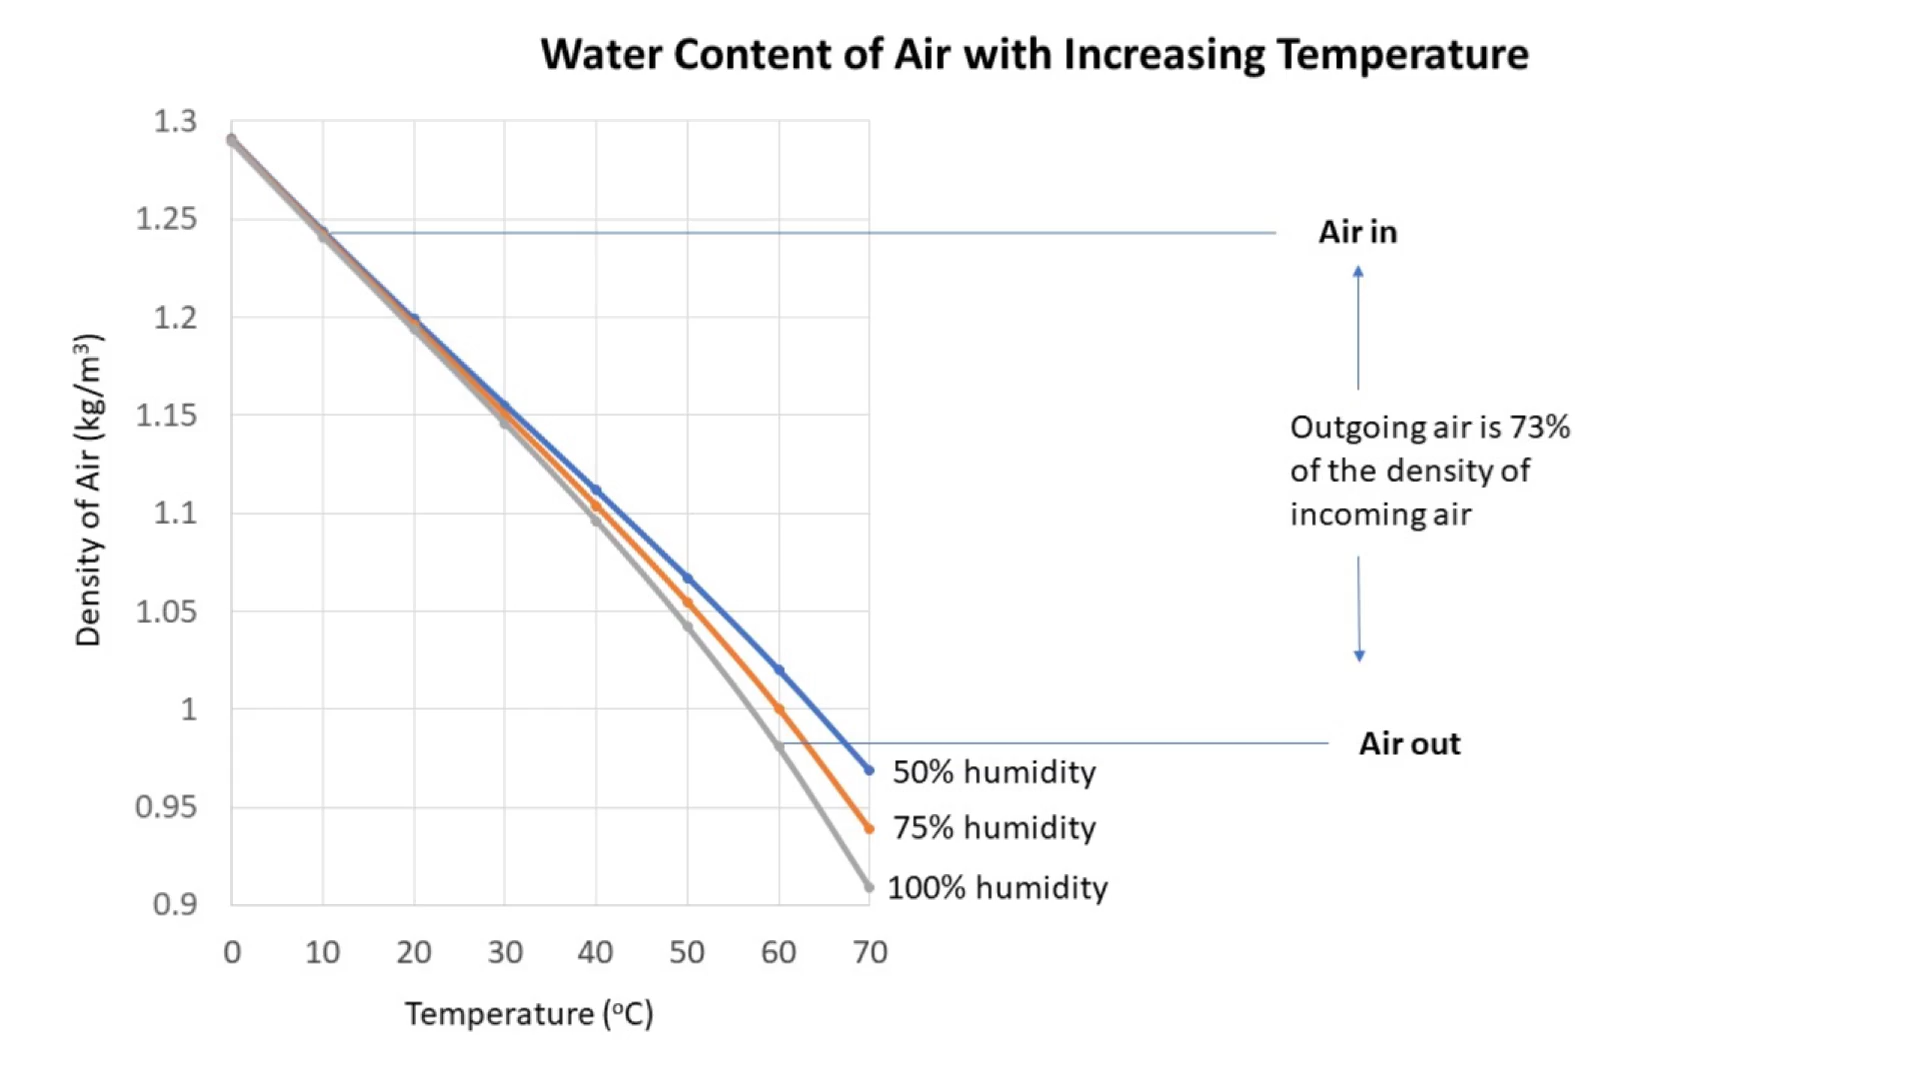 Water Content of Air with Increasing Temperature
1.3
1.25
1.2
1.15
1.1
1.05
1
0.95
0.9
Density of Air (kg/m³)
0 10 20 30 40 50 60 70
Temperature (ᵒC)
50% humidity
75% humidity
100% humidity
Air in
Outgoing air is 73%
of the density of
incoming air
Air out